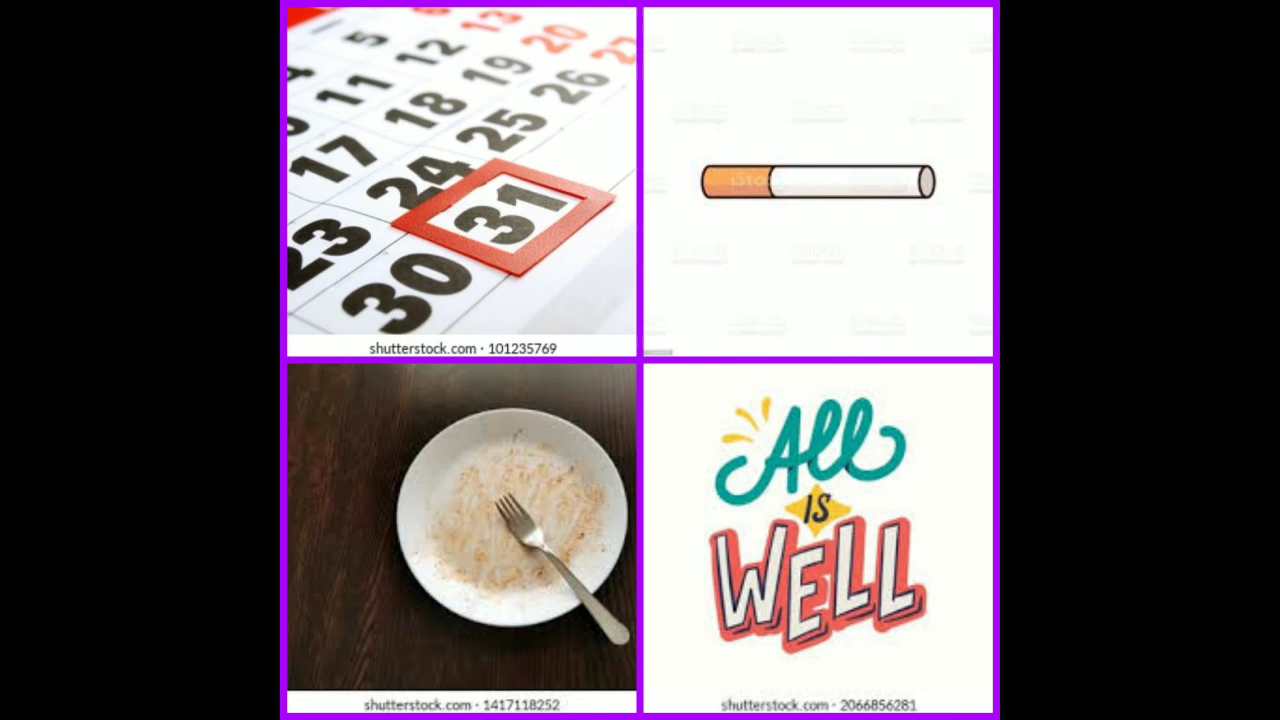 6 13 20 27
5 12 19 26
4 11 18 25
17 24 31
23 30
shutterstock.com · 101235769
iStock
shutterstock.com · 1417118252
All
IS
WELL
shutterstock.com · 2066856281